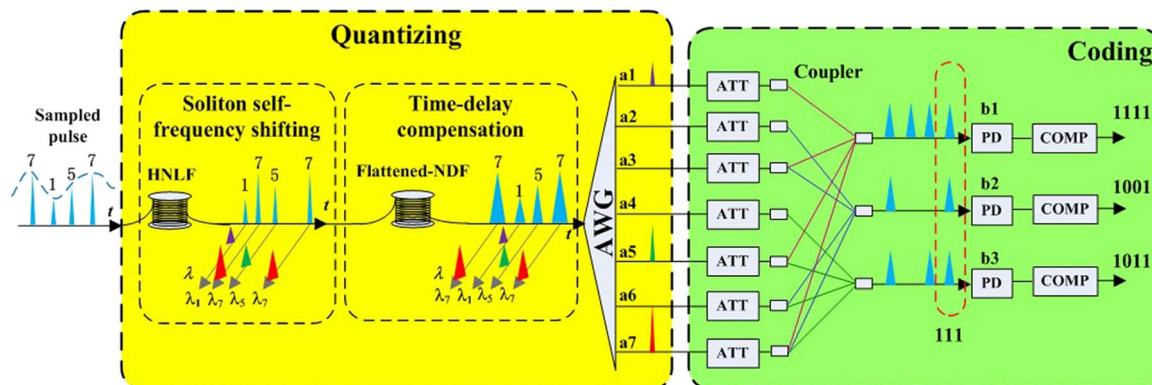 Quantizing
Coding
Sampled
pulse
7
1
5
7
t
Soliton self-
frequency shifting
HNLF
1
7
5
7
t
λ
λ1 λ7 λ5 λ7
Time-delay
compensation
Flattened-NDF
7
1
5
7
t
λ
λ7 λ1 λ5 λ7
AWG
a1
a2
a3
a4
a5
a6
a7
ATT
ATT
ATT
ATT
ATT
ATT
ATT
Coupler
b1
PD
COMP
1111
b2
PD
COMP
1001
b3
PD
COMP
1011
111